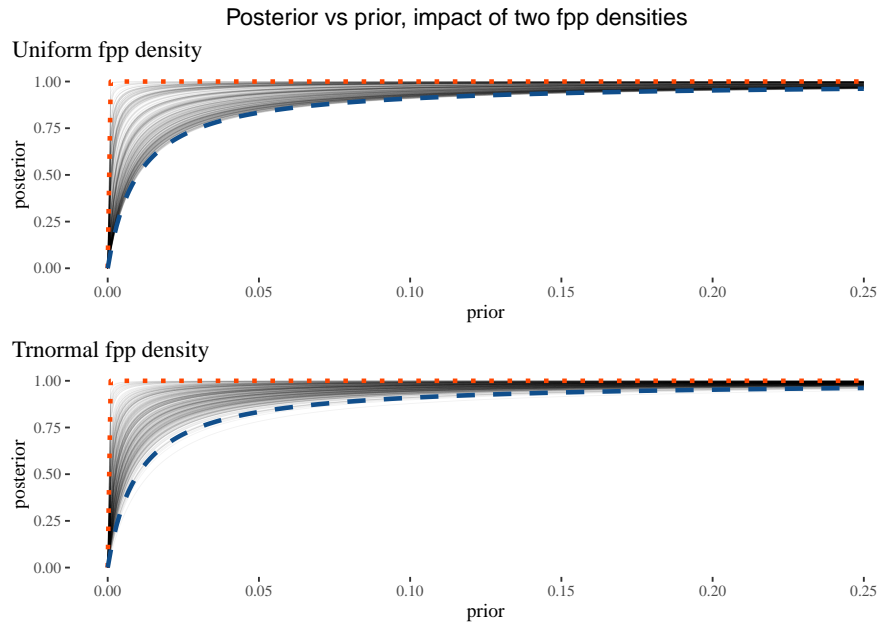 Posterior vs prior, impact of two fpp densities
Uniform fpp density
1.00
0.75
0.50
0.25
0.00
posterior
0.00 0.05 0.10 0.15 0.20 0.25
prior
Trnormal fpp density
1.00
0.75
0.50
0.25
0.00
posterior
0.00 0.05 0.10 0.15 0.20 0.25
prior